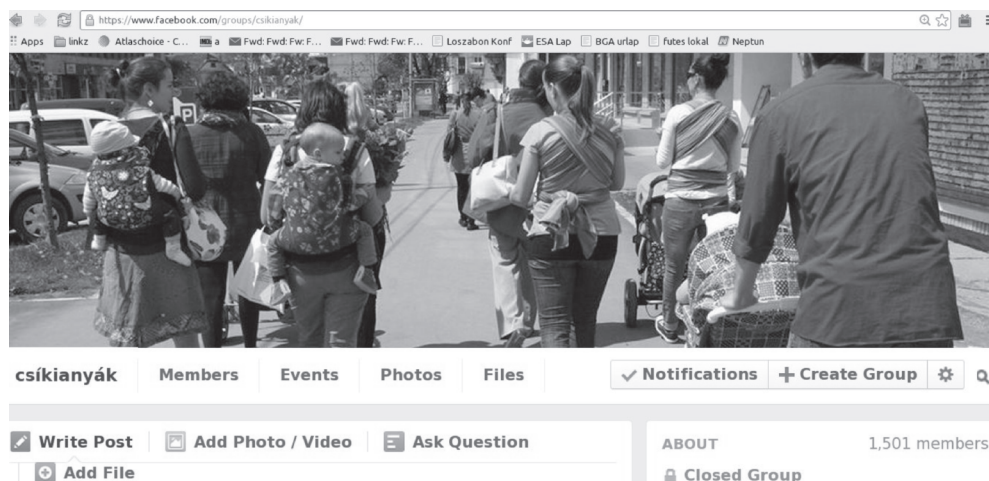 https://www.facebook.com/groups/csikianyak/
Apps linkz Atlaschoice - C... a Fwd: Fwd: Fw: F... Fwd: Fwd: Fw: F... Loszabon Konf ESA Lap BGA urlap futes lokal Neptun
P
csíkianyák Members Events Photos Files Notifications Create Group
Write Post Add Photo / Video Ask Question
ABOUT 1,501 members
Add File
Closed Group